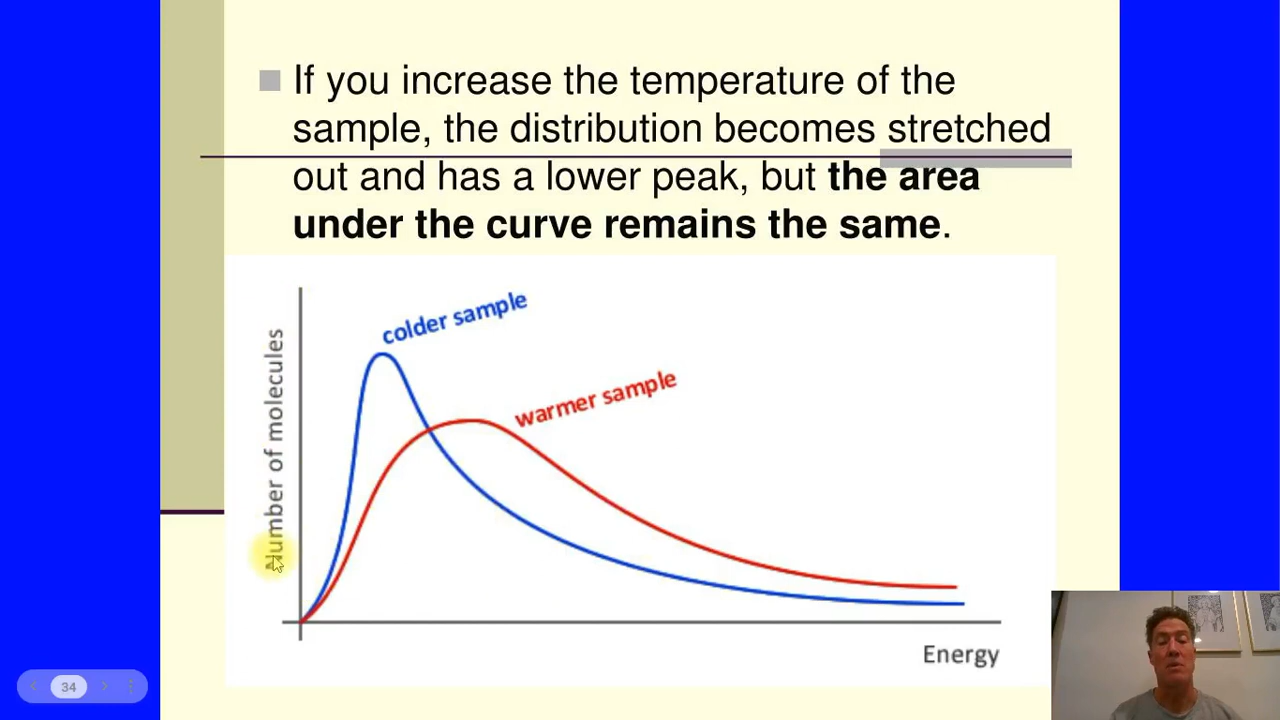 If you increase the temperature of the
sample, the distribution becomes stretched
out and has a lower peak, but the area
under the curve remains the same.
colder sample
warmer sample
Number of molecules
Energy
34